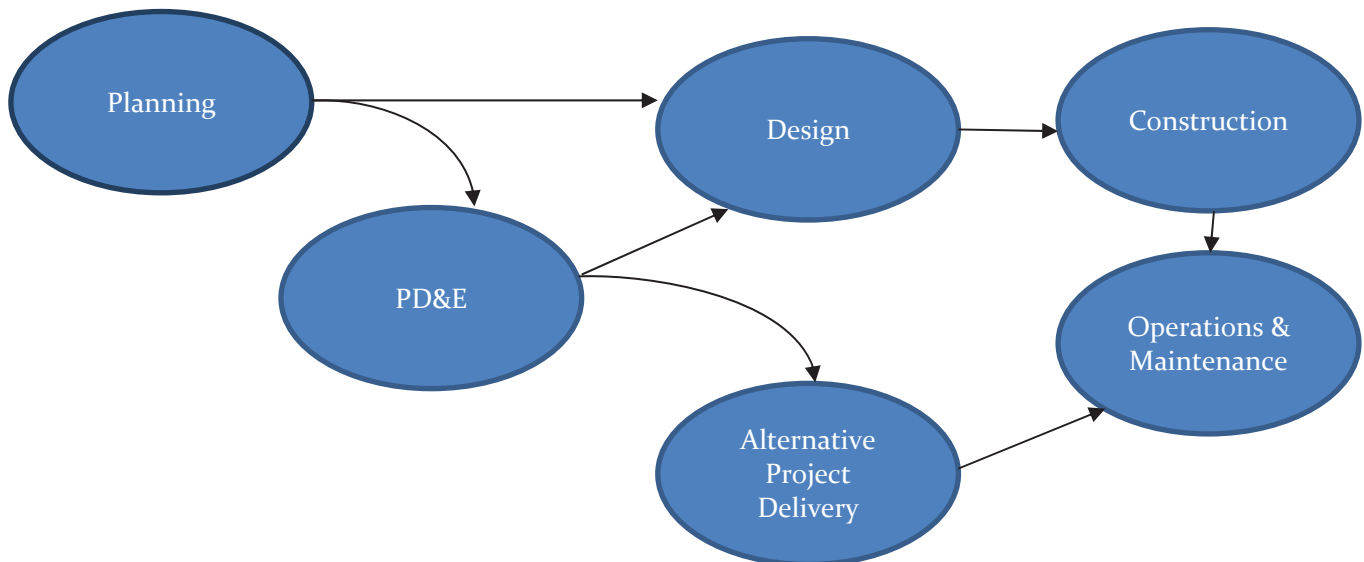 Planning
Design
Construction
PD&E
Operations &
Maintenance
Alternative
Project
Delivery